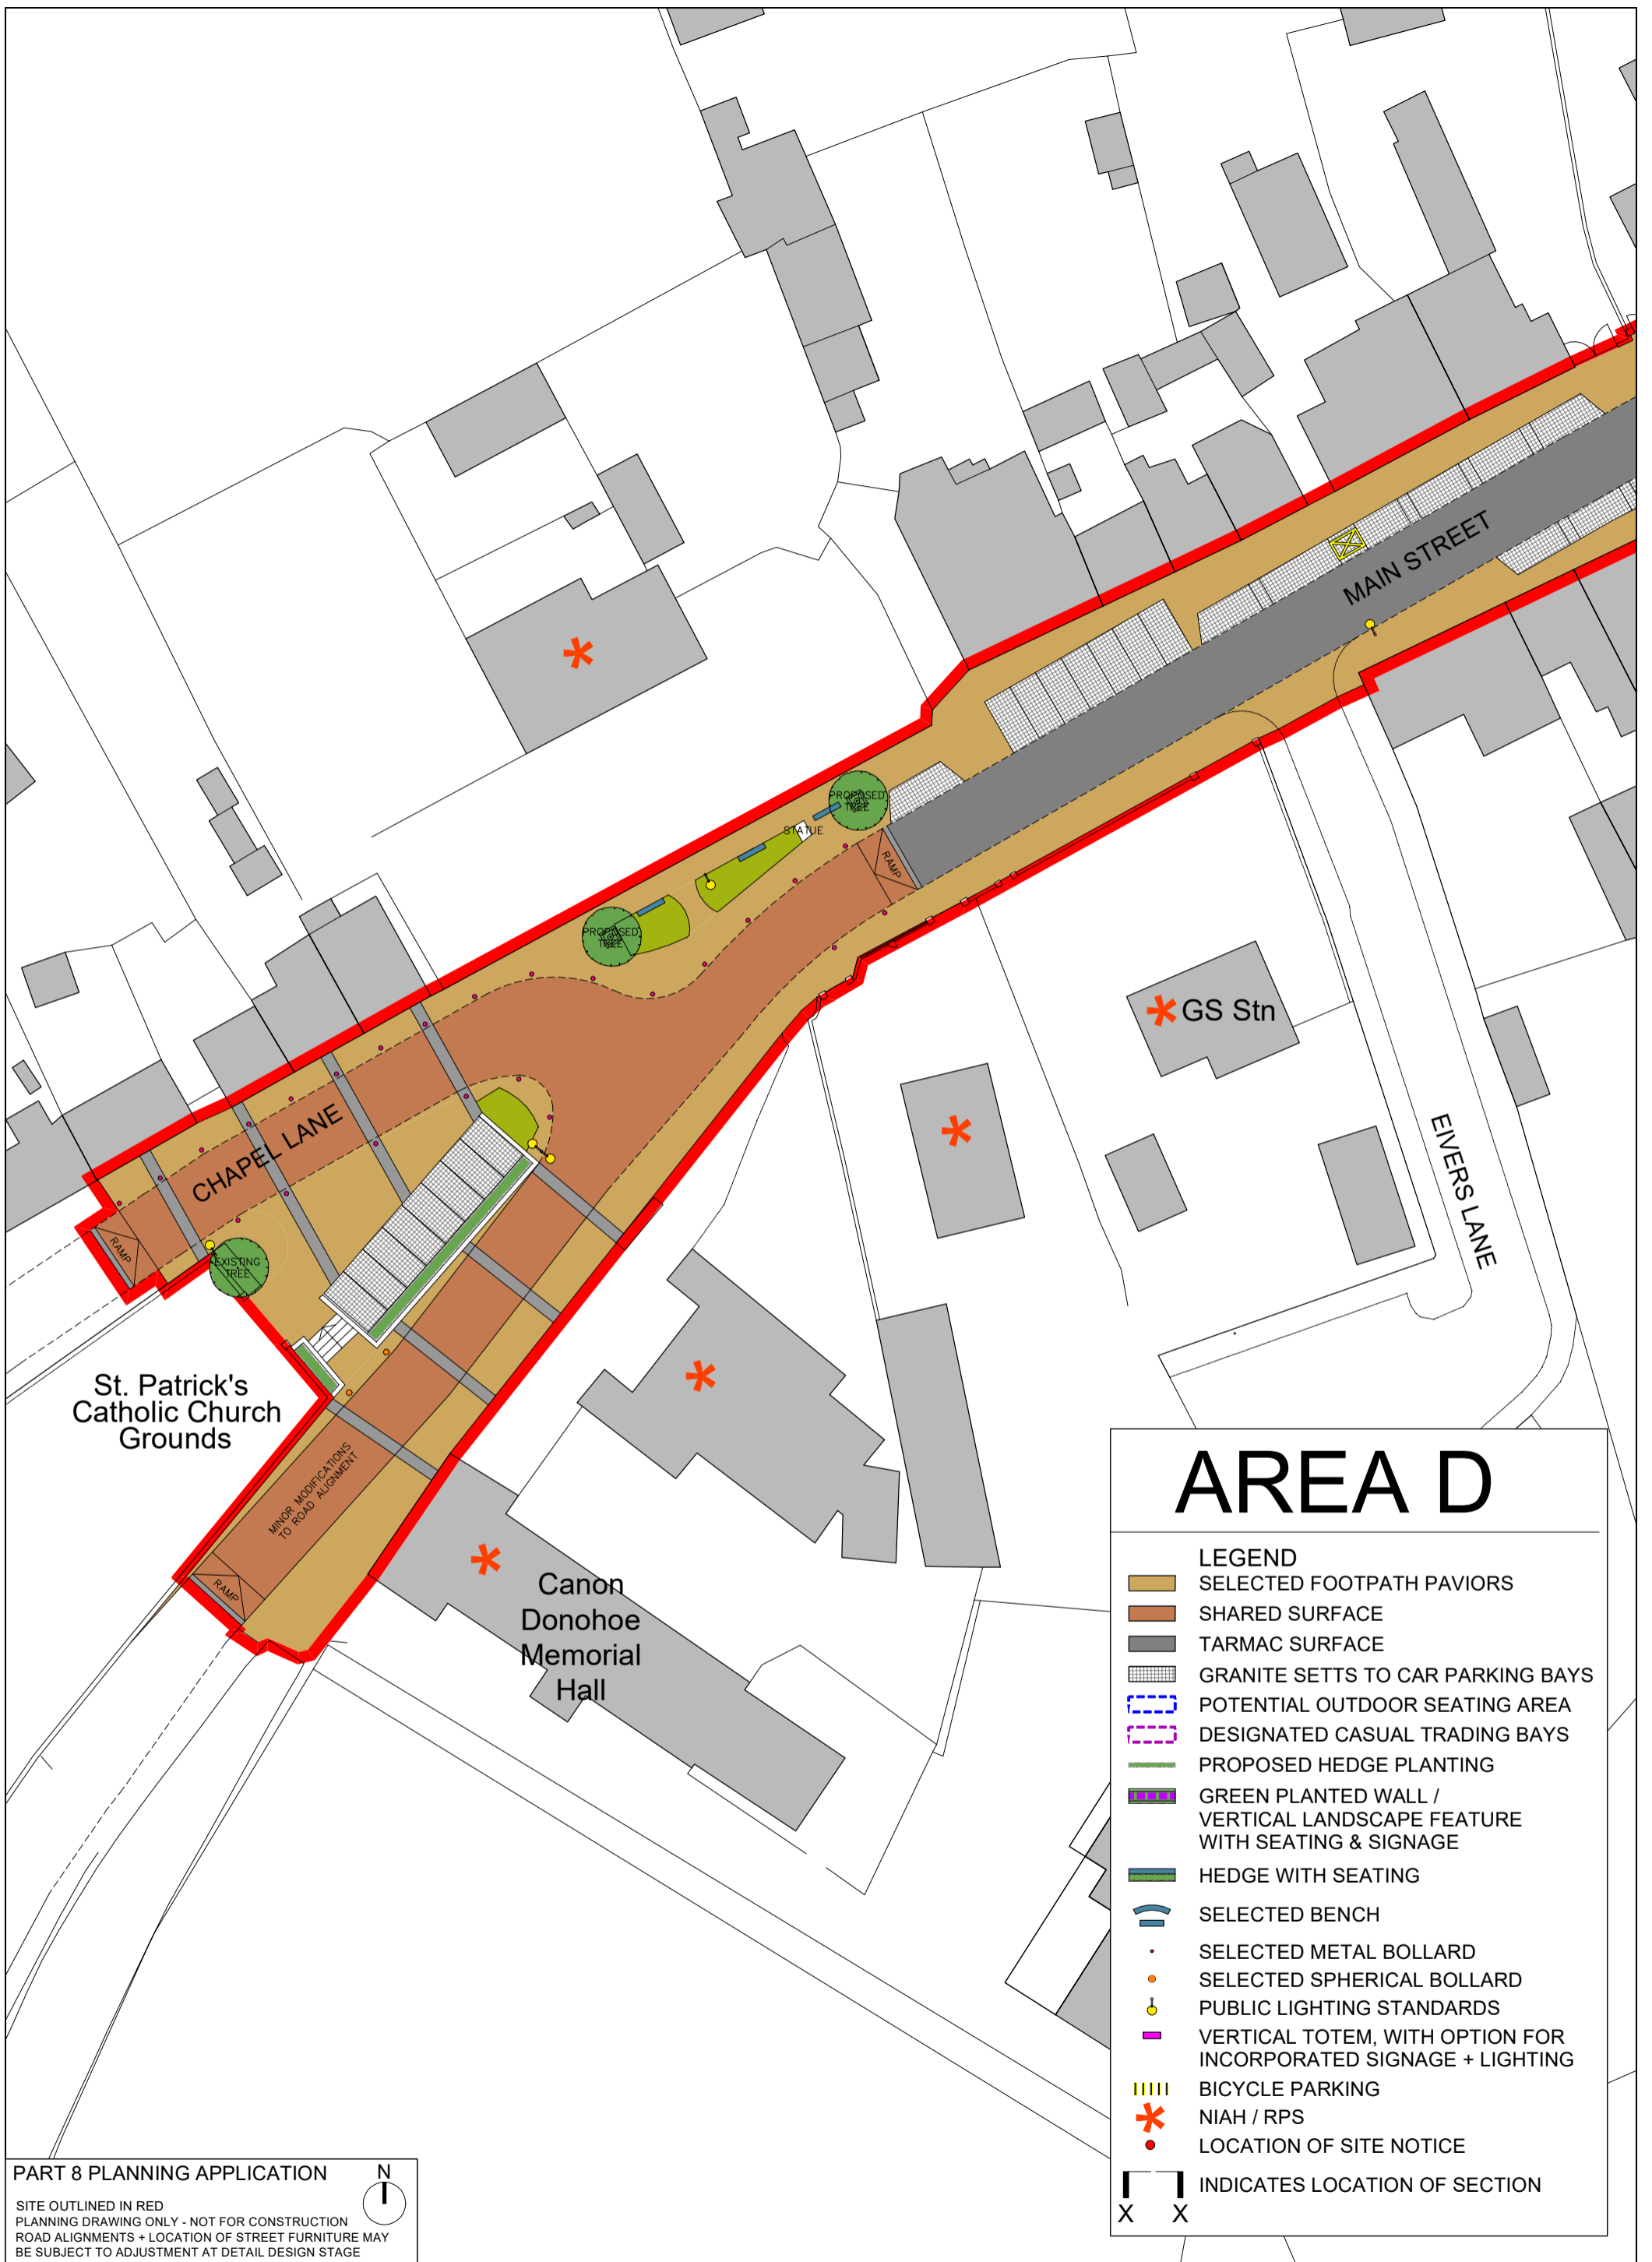 MAIN STREET
PROPOSED
TREE
STATUE
RAMP
PROPOSED
TREE
GS Stn
CHAPEL LANE
EIVERS LANE
RAMP
EXISTING
TREE
St. Patrick's
Catholic Church
Grounds
MINOR MODIFICATIONS
TO ROAD ALIGNMENT
RAMP
Canon
Donohoe
Memorial
Hall
AREA D
LEGEND
SELECTED FOOTPATH PAVIORS
SHARED SURFACE
TARMAC SURFACE
GRANITE SETTS TO CAR PARKING BAYS
POTENTIAL OUTDOOR SEATING AREA
DESIGNATED CASUAL TRADING BAYS
PROPOSED HEDGE PLANTING
GREEN PLANTED WALL /
VERTICAL LANDSCAPE FEATURE
WITH SEATING & SIGNAGE
HEDGE WITH SEATING
SELECTED BENCH
SELECTED METAL BOLLARD
SELECTED SPHERICAL BOLLARD
PUBLIC LIGHTING STANDARDS
VERTICAL TOTEM, WITH OPTION FOR
INCORPORATED SIGNAGE + LIGHTING
BICYCLE PARKING
NIAH / RPS
LOCATION OF SITE NOTICE
INDICATES LOCATION OF SECTION
X X
PART 8 PLANNING APPLICATION
N
SITE OUTLINED IN RED
PLANNING DRAWING ONLY - NOT FOR CONSTRUCTION
ROAD ALIGNMENTS + LOCATION OF STREET FURNITURE MAY
BE SUBJECT TO ADJUSTMENT AT DETAIL DESIGN STAGE